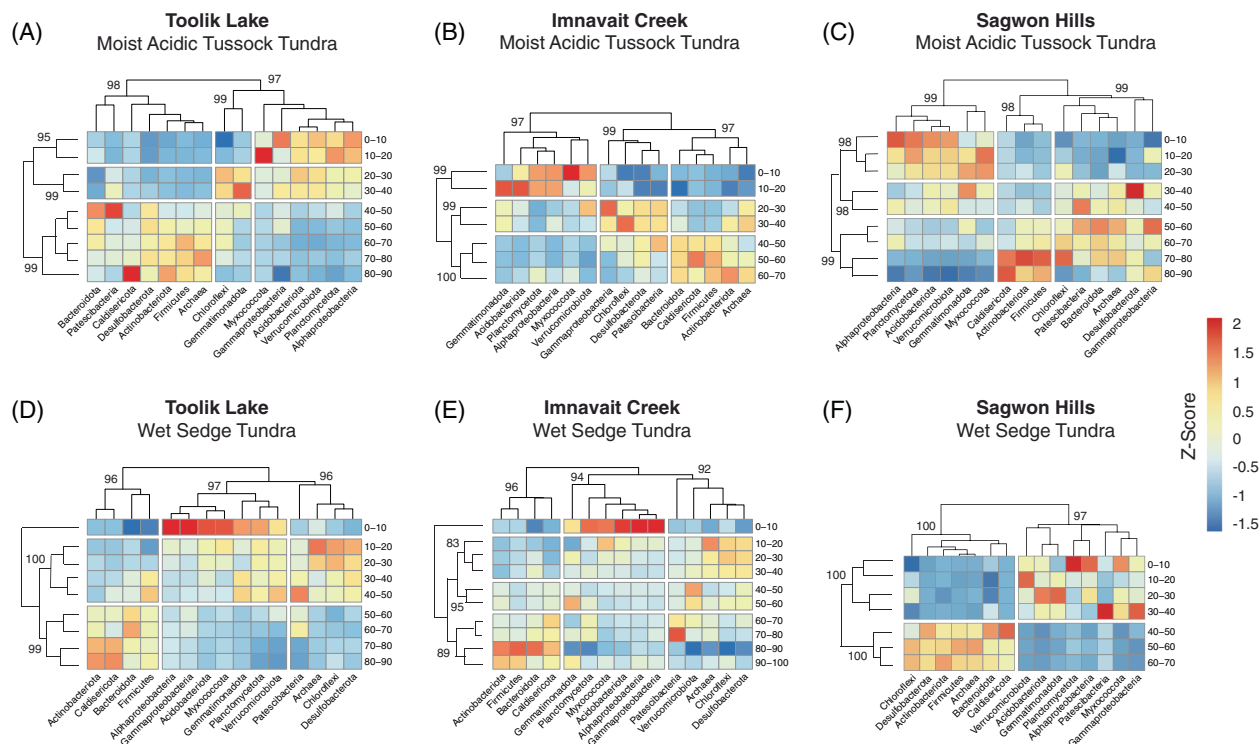 (A)
Toolik Lake
Moist Acidic Tussock Tundra
98
97
99
95
99
99
0–10
10–20
20–30
30–40
40–50
50–60
60–70
70–80
80–90
Bacteroidota
Patescibacteria
Caldisericota
Desulfobacterota
Actinobacteriota
Firmicutes
Archaea
Chloroflexi
Gemmatimonadota
Myxococcota
Gammaproteobacteria
Acidobacteriota
Verrucomicrobiota
Planctomycetota
Alphaproteobacteria
(B)
Imnavait Creek
Moist Acidic Tussock Tundra
97
99
97
99
99
100
0–10
10–20
20–30
30–40
40–50
50–60
60–70
Gemmatimonadota
Acidobacteriota
Planctomycetota
Alphaproteobacteria
Myxococcota
Verrucomicrobiota
Gammaproteobacteria
Chloroflexi
Desulfobacterota
Patescibacteria
Bacteroidota
Caldisericota
Firmicutes
Actinobacteriota
Archaea
(C)
Sagwon Hills
Moist Acidic Tussock Tundra
99
98
99
98
98
99
0–10
10–20
20–30
30–40
40–50
50–60
60–70
70–80
80–90
Alphaproteobacteria
Planctomycetota
Acidobacteriota
Verrucomicrobiota
Gemmatimonadota
Myxococcota
Caldisericota
Actinobacteriota
Firmicutes
Chloroflexi
Patescibacteria
Bacteroidota
Archaea
Desulfobacterota
Gammaproteobacteria
(D)
Toolik Lake
Wet Sedge Tundra
96
97
96
100
99
0–10
10–20
20–30
30–40
40–50
50–60
60–70
70–80
80–90
Actinobacteriota
Caldisericota
Bacteroidota
Firmicutes
Alphaproteobacteria
Gammaproteobacteria
Acidobacteriota
Myxococcota
Gemmatimonadota
Planctomycetota
Verrucomicrobiota
Patescibacteria
Archaea
Chloroflexi
Desulfobacterota
(E)
Imnavait Creek
Wet Sedge Tundra
96
94
92
83
95
89
0–10
10–20
20–30
30–40
40–50
50–60
60–70
70–80
80–90
90–100
Actinobacteriota
Firmicutes
Bacteroidota
Caldisericota
Gemmatimonadota
Planctomycetota
Myxococcota
Acidobacteriota
Alphaproteobacteria
Gammaproteobacteria
Patescibacteria
Verrucomicrobiota
Archaea
Chloroflexi
Desulfobacterota
(F)
Sagwon Hills
Wet Sedge Tundra
100
97
100
100
0–10
10–20
20–30
30–40
40–50
50–60
60–70
Chloroflexi
Desulfobacterota
Actinobacteriota
Firmicutes
Archaea
Bacteroidota
Caldisericota
Verrucomicrobiota
Acidobacteriota
Gemmatimonadota
Planctomycetota
Alphaproteobacteria
Patescibacteria
Myxococcota
Gammaproteobacteria
Z-Score
2
1.5
1
0.5
0
-0.5
-1
-1.5